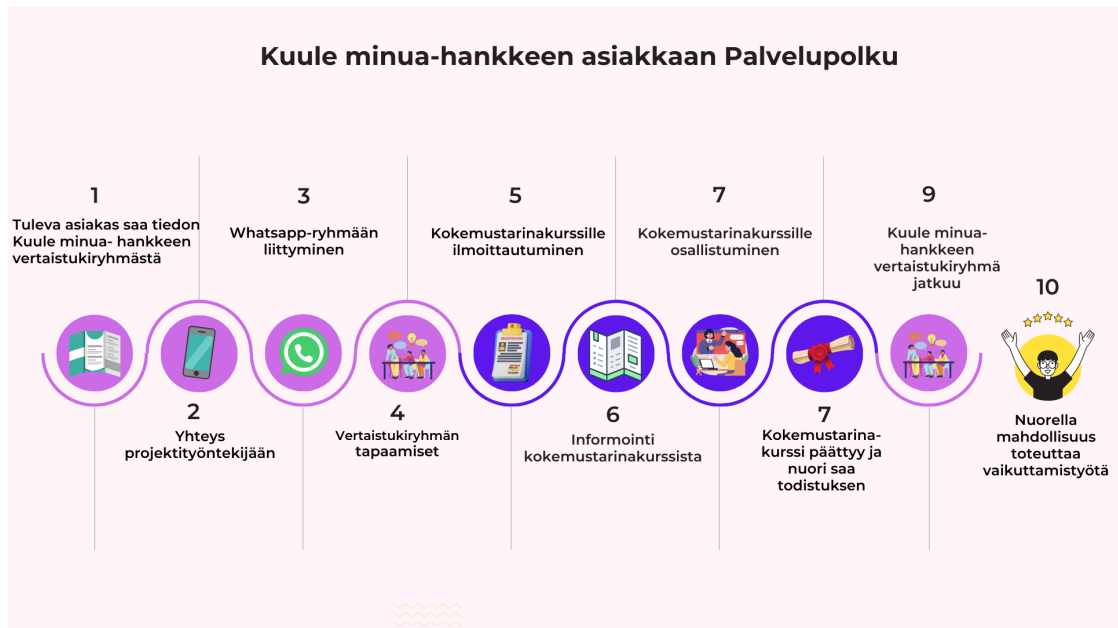 Kuule minua-hankkeen asiakkaan Palvelupolku
1
Tuleva asiakas saa tiedon
Kuule minua- hankkeen
vertaistukiryhmästä
2
Yhteys
projektityöntekijään
3
Whatsapp-ryhmään
liittyminen
4
Vertaistukiryhmän
tapaamiset
5
Kokemustarinakurssille
ilmoittautuminen
6
Informointi
kokemustarinakurssista
7
Kokemustarinakurssille
osallistuminen
7
Kokemustarina-
kurssi päättyy ja
nuori saa
todistuksen
9
Kuule minua-
hankkeen
vertaistukiryhmä
jatkuu
10
Nuorella
mahdollisuus
toteuttaa
vaikuttamistyötä